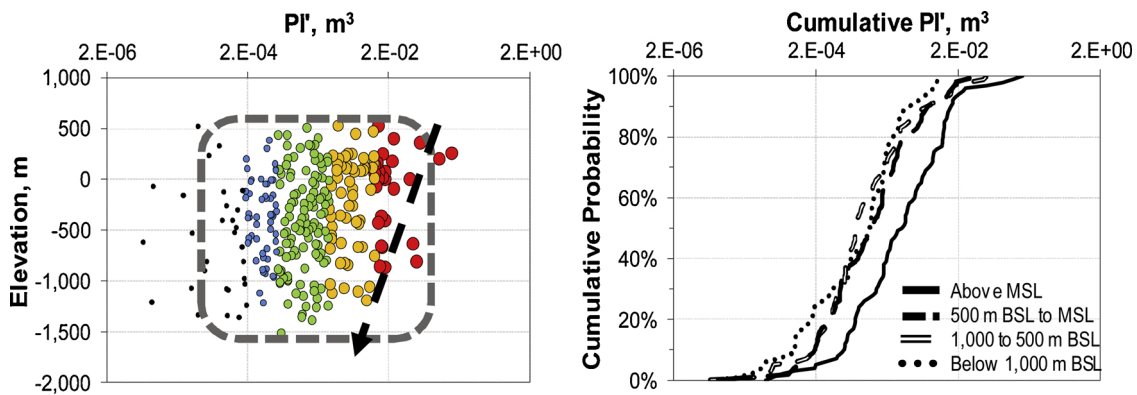 PI', m³
2.E-06 2.E-04 2.E-02 2.E+00
1,000
500
0
-500
-1,000
-1,500
-2,000
Elevation, m
Cumulative PI', m³
2.E-06 2.E-04 2.E-02 2.E+00
100%
80%
60%
40%
20%
0%
Cumulative Probability
Above MSL
500 m BSL to MSL
1,000 to 500 m BSL
Below 1,000 m BSL